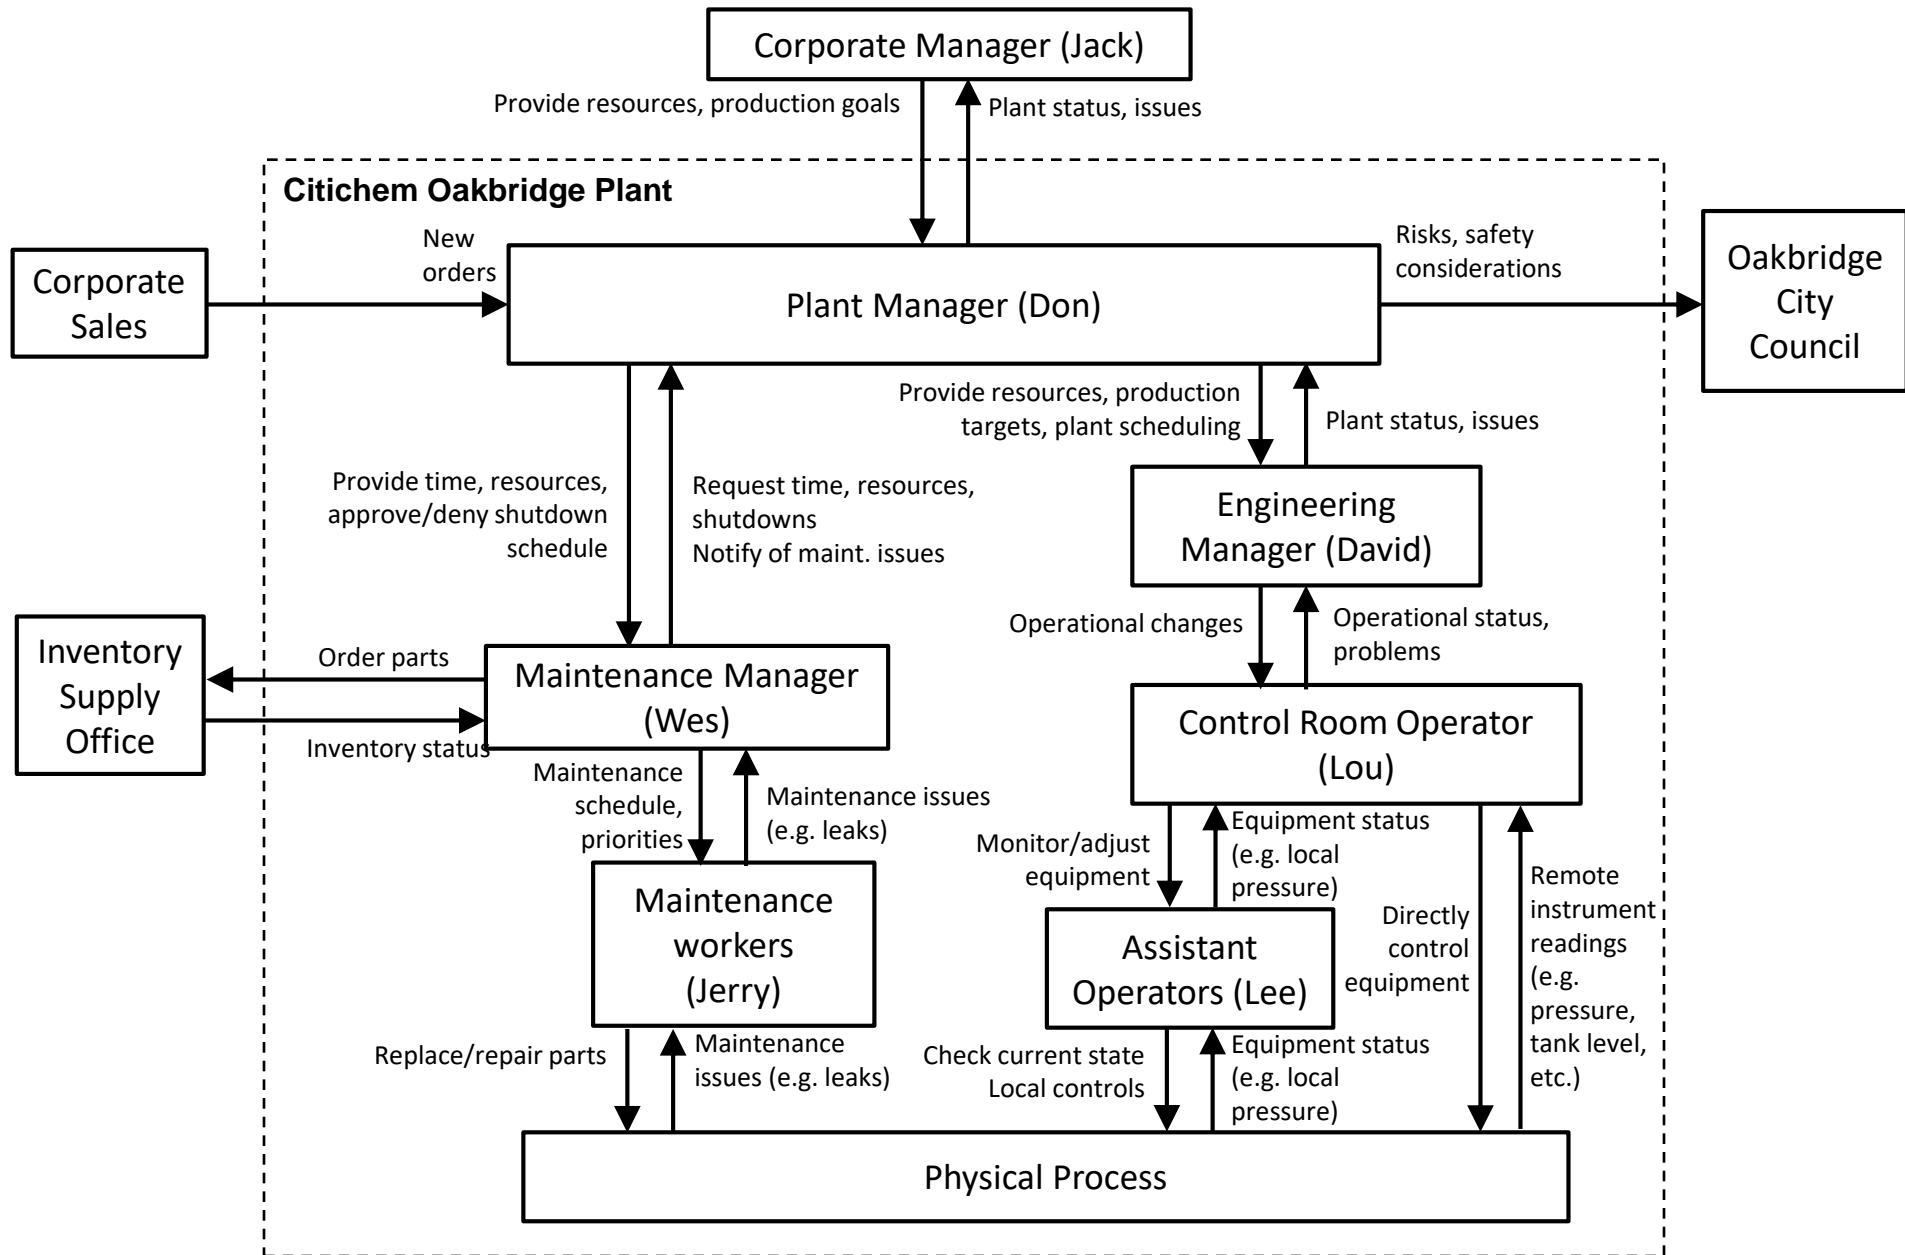 Corporate Manager (Jack)
Provide resources, production goals
Plant status, issues
Citichem Oakbridge Plant
Corporate
Sales
New
orders
Plant Manager (Don)
Risks, safety
considerations
Oakbridge
City
Council
Provide time, resources,
approve/deny shutdown
schedule
Request time, resources,
shutdowns
Notify of maint. issues
Provide resources, production
targets, plant scheduling
Plant status, issues
Engineering
Manager (David)
Operational changes
Operational status,
problems
Inventory
Supply
Office
Order parts
Inventory status
Maintenance Manager
(Wes)
Control Room Operator
(Lou)
Maintenance
schedule,
priorities
Maintenance issues
(e.g. leaks)
Monitor/adjust
equipment
Equipment status
(e.g. local
pressure)
Directly
control
equipment
Remote
instrument
readings
(e.g.
pressure,
tank level,
etc.)
Maintenance
workers
(Jerry)
Assistant
Operators (Lee)
Replace/repair parts
Maintenance
issues (e.g. leaks)
Check current state
Local controls
Equipment status
(e.g. local
pressure)
Physical Process